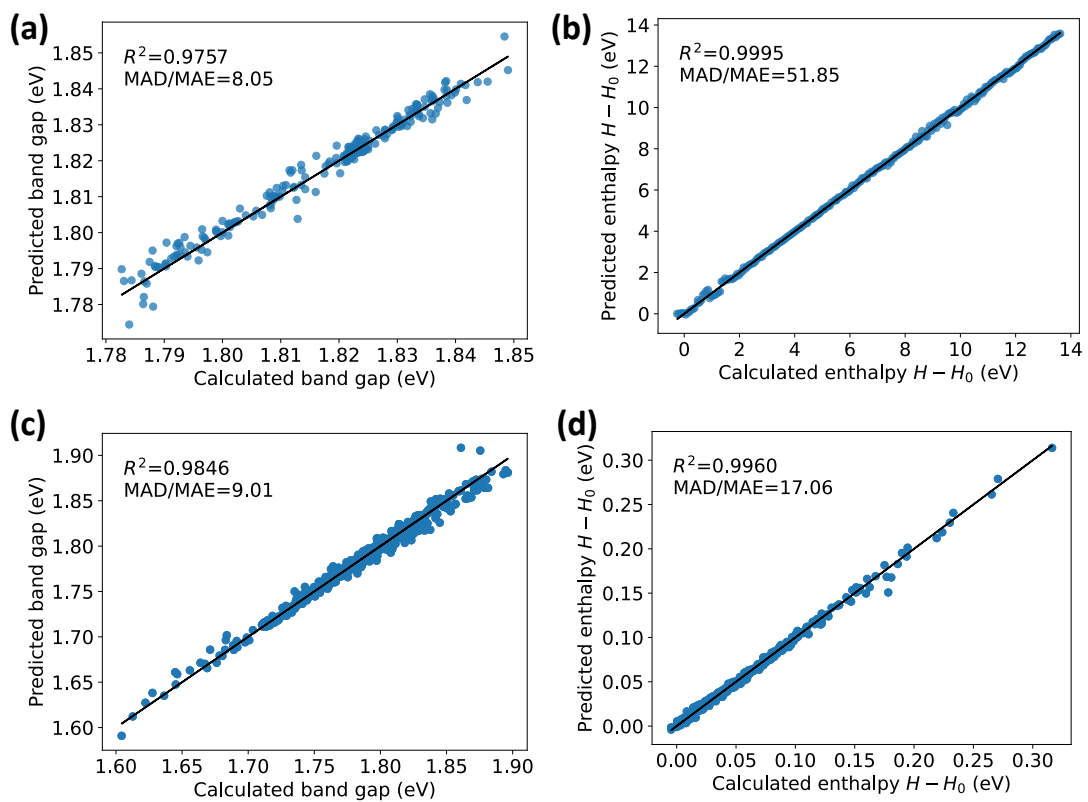 (a)
R²=0.9757
MAD/MAE=8.05
Predicted band gap (eV)
1.85
1.84
1.83
1.82
1.81
1.80
1.79
1.78
1.78 1.79 1.80 1.81 1.82 1.83 1.84 1.85
Calculated band gap (eV)
(b)
R²=0.9995
MAD/MAE=51.85
Predicted enthalpy H − H₀ (eV)
14
12
10
8
6
4
2
0
0 2 4 6 8 10 12 14
Calculated enthalpy H − H₀ (eV)
(c)
R²=0.9846
MAD/MAE=9.01
Predicted band gap (eV)
1.90
1.85
1.80
1.75
1.70
1.65
1.60
1.60 1.65 1.70 1.75 1.80 1.85 1.90
Calculated band gap (eV)
(d)
R²=0.9960
MAD/MAE=17.06
Predicted enthalpy H − H₀ (eV)
0.30
0.25
0.20
0.15
0.10
0.05
0.00
0.00 0.05 0.10 0.15 0.20 0.25 0.30
Calculated enthalpy H − H₀ (eV)